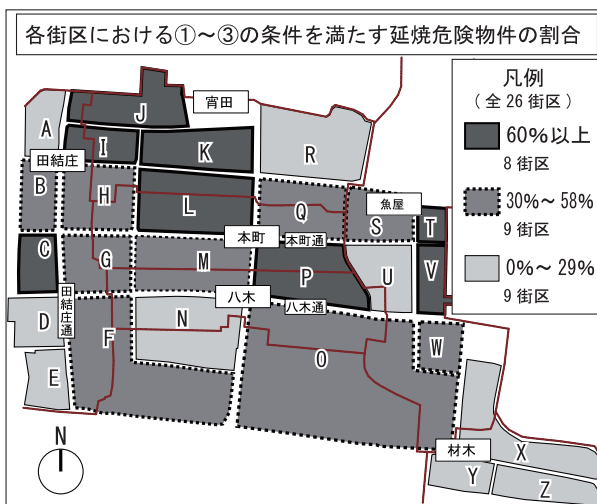 各街区における①～③の条件を満たす延焼危険物件の割合
凡例
（全26街区）
60%以上
8街区
30%～58%
9街区
0%～29%
9街区
宵田
J
A
I
K
R
田結庄
B
H
L
Q
魚屋
S
T
本町
本町通
C
G
M
P
U
V
田結庄通
八木
八木通
D
F
N
O
W
E
N
材木
X
Y
Z